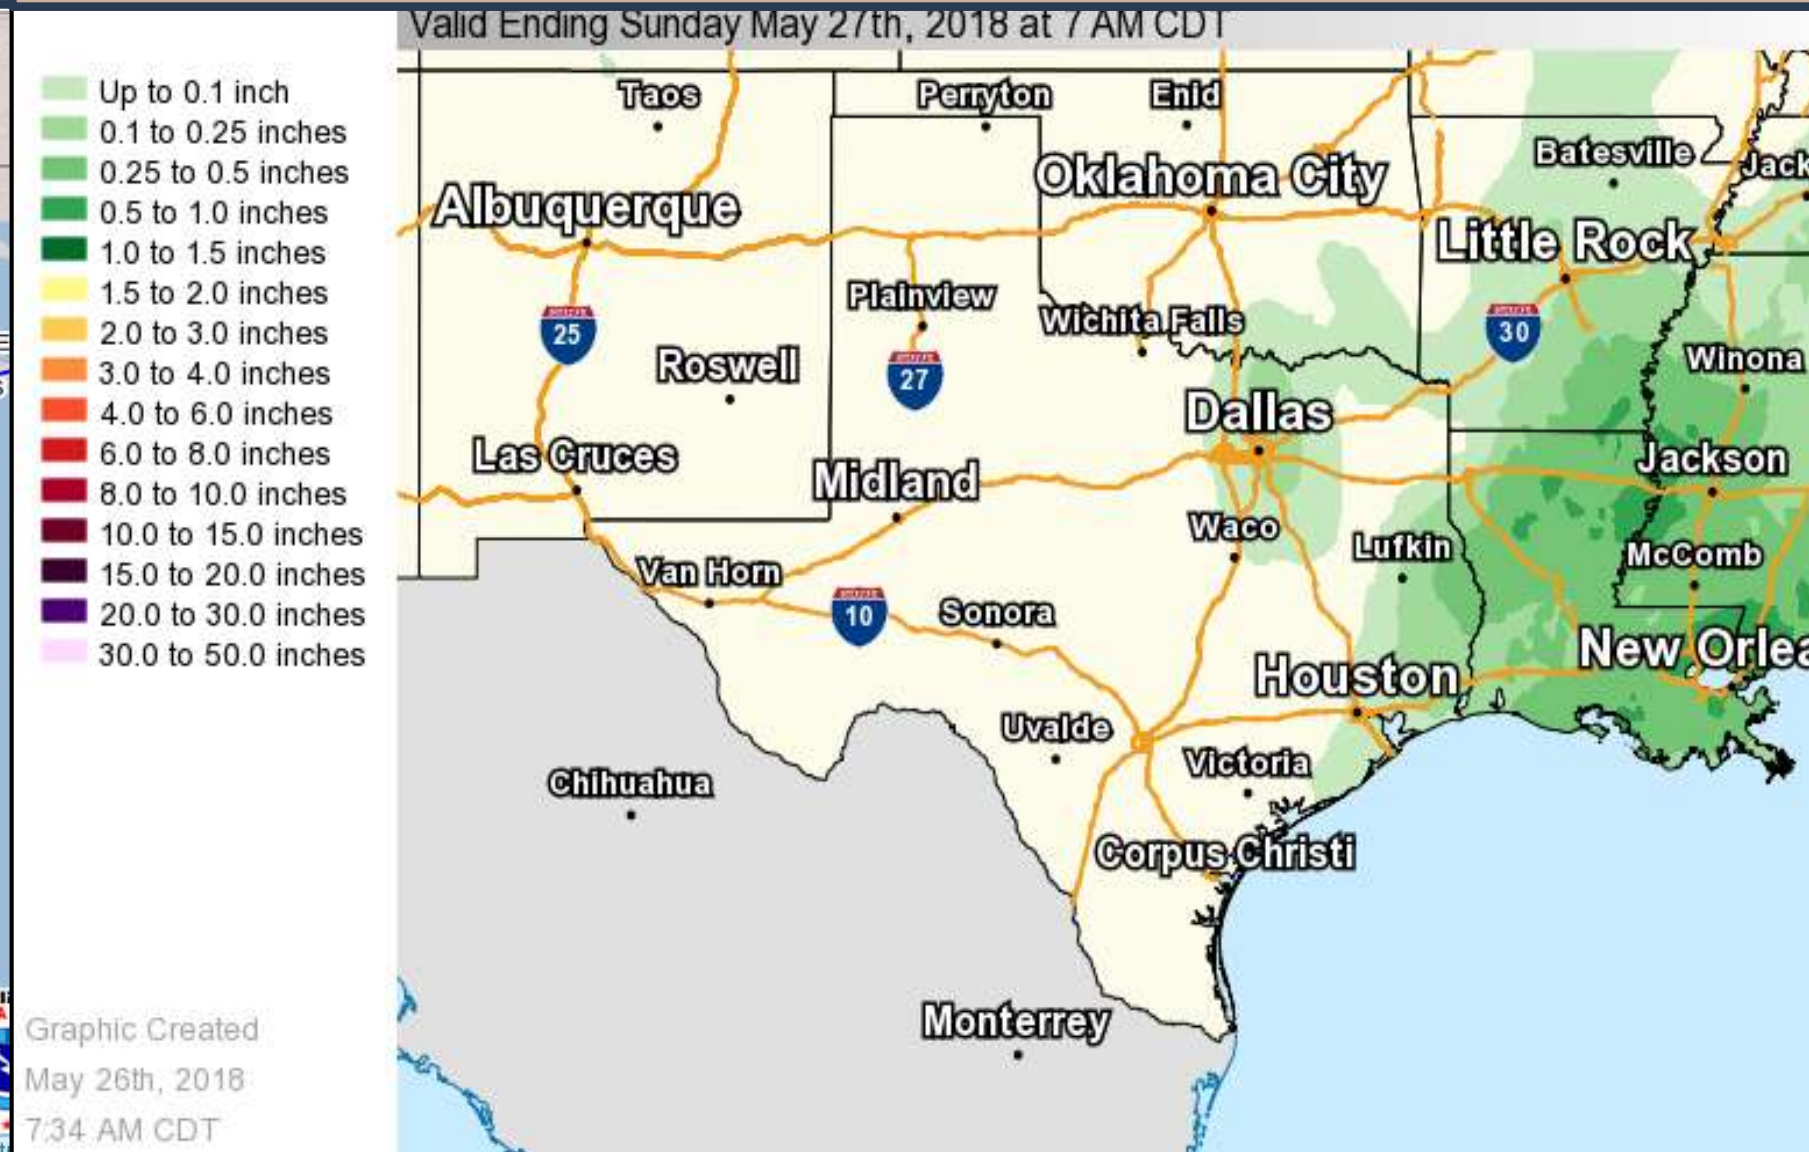 Valid Ending Sunday May 27th, 2018 at 7 AM CDT
Up to 0.1 inch
0.1 to 0.25 inches
0.25 to 0.5 inches
0.5 to 1.0 inches
1.0 to 1.5 inches
1.5 to 2.0 inches
2.0 to 3.0 inches
3.0 to 4.0 inches
4.0 to 6.0 inches
6.0 to 8.0 inches
8.0 to 10.0 inches
10.0 to 15.0 inches
15.0 to 20.0 inches
20.0 to 30.0 inches
30.0 to 50.0 inches
Graphic Created
May 26th, 2018
7:34 AM CDT
Taos
Perryton
Enid
Batesville
Jack
Oklahoma City
Albuquerque
Little Rock
Plainview
Wichita Falls
25
30
Roswell
27
Winona
Dallas
Las Cruces
Midland
Jackson
Waco
Lufkin
McComb
Van Horn
10
Sonora
New Orlea
Houston
Uvalde
Victoria
Chihuahua
Corpus Christi
Monterrey